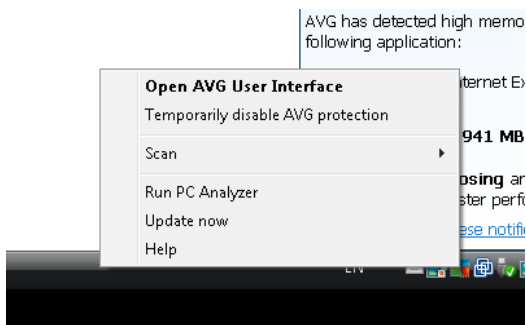 AVG has detected high
following application:
Open AVG User Interface
Temporarily disable AVG protection
941 MB
Scan
Run PC Analyzer
Update now
Help
EN